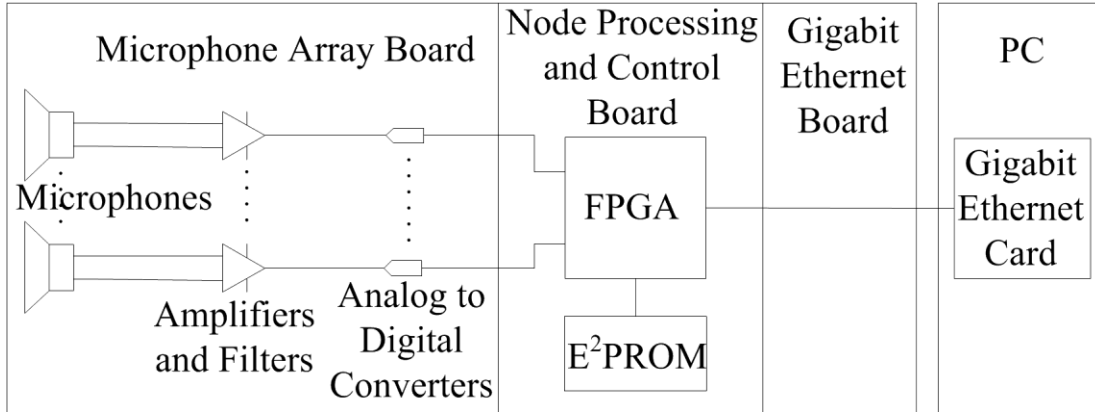 Microphone Array Board
Microphones
Amplifiers
and Filters
Analog to
Digital
Converters
Node Processing
and Control
Board
FPGA
E²PROM
Gigabit
Ethernet
Board
PC
Gigabit
Ethernet
Card